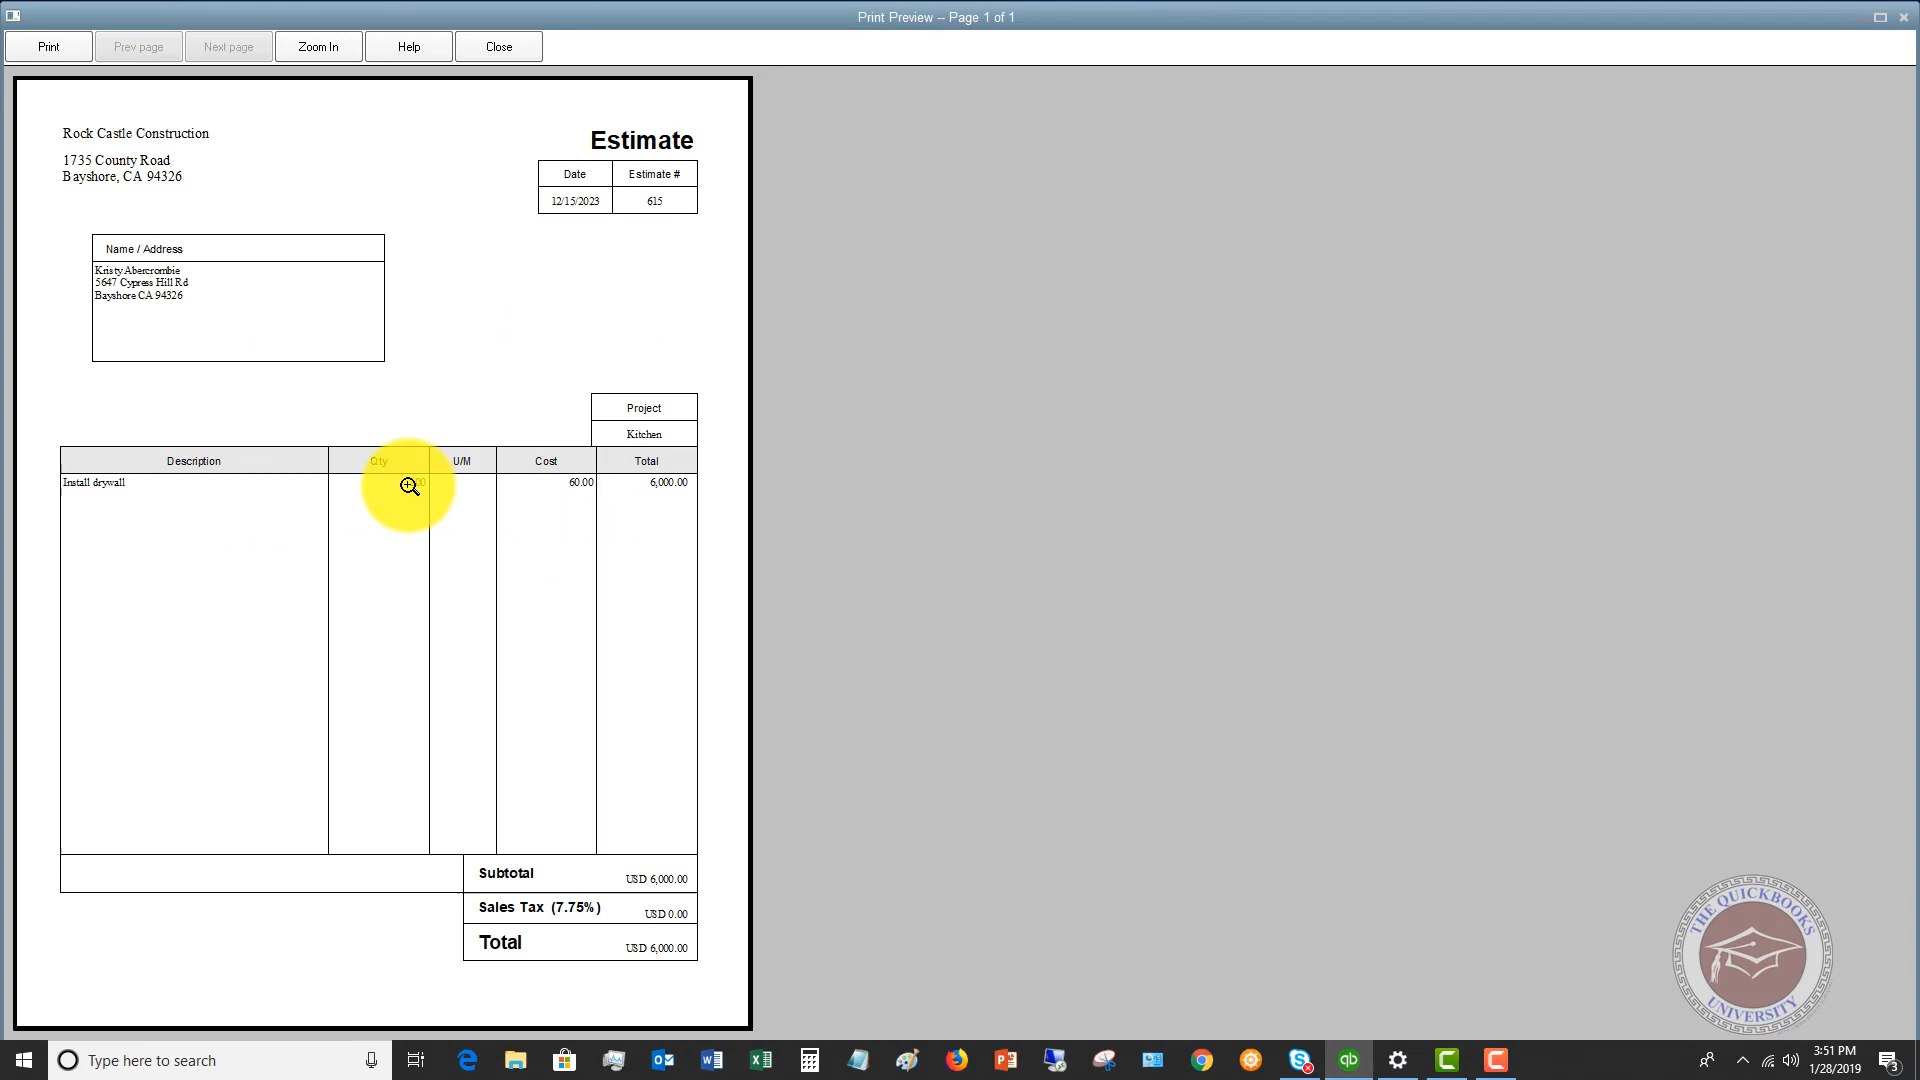 Print Preview -- Page 1 of 1
Print Prev page Next page Zoom In Help Close
Rock Castle Construction
1735 County Road
Bayshore, CA 94326
Estimate
Date Estimate #
12/15/2023 615
Name / Address
Kristy Abercrombie
5647 Cypress Hill Rd
Bayshore CA 94326
Project
Kitchen
Description Qty U/M Cost Total
Install drywall 60.00 6,000.00
Subtotal USD 6,000.00
Sales Tax (7.75%) USD 0.00
Total USD 6,000.00
THE QUICKBOOKS
UNIVERSITY
Type here to search
3:51 PM
1/28/2019
3